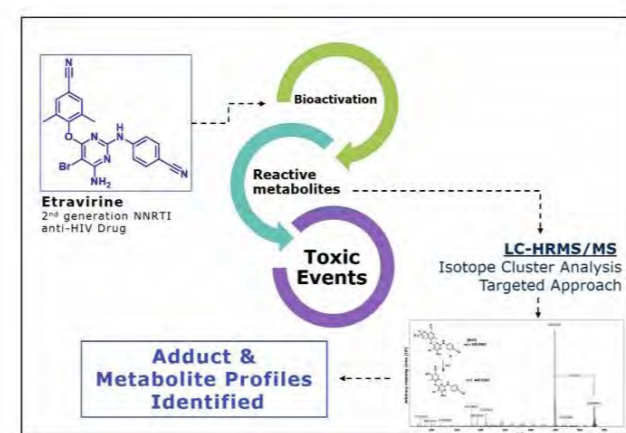 N
O
N
NH
Br
N
NH₂
N
Etravirine
2nd generation NNRTI
anti-HIV Drug
Bioactivation
Reactive
metabolites
Toxic
Events
LC-HRMS/MS
Isotope Cluster Analysis
Targeted Approach
Adduct &
Metabolite Profiles
Identified